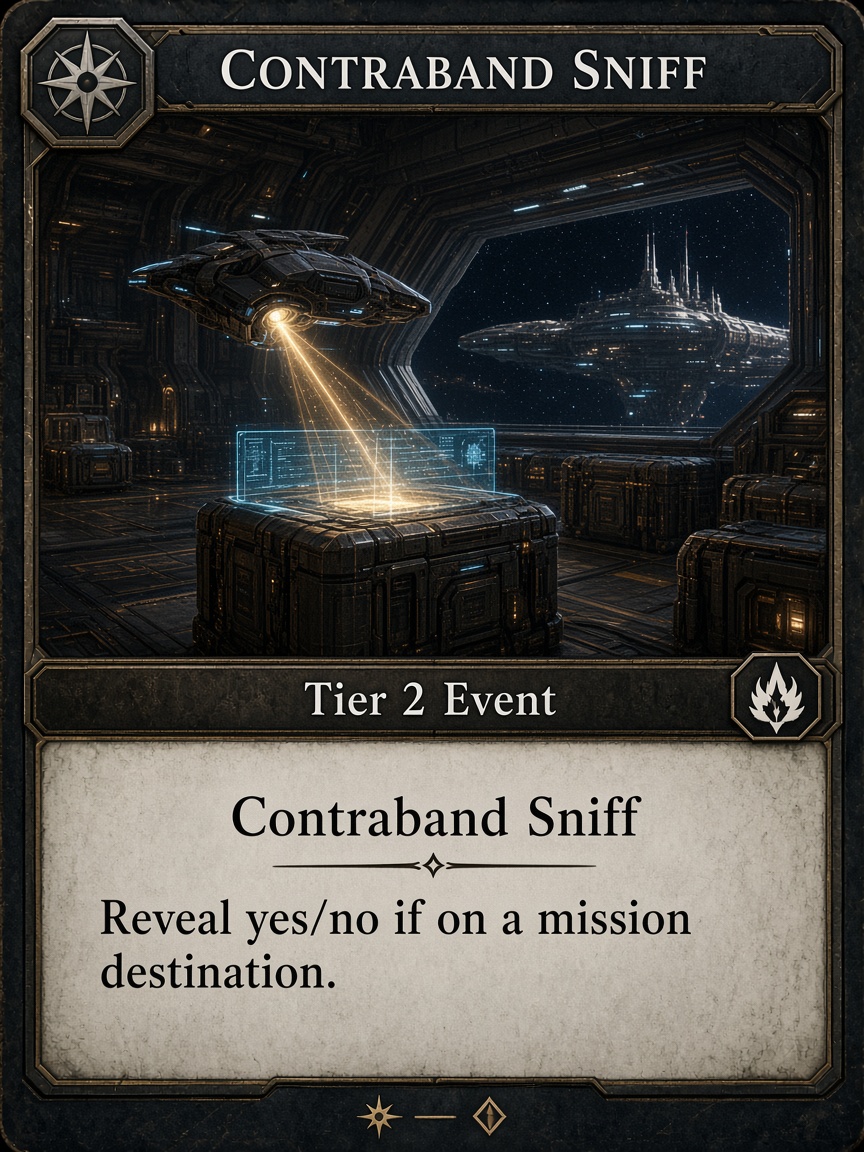 CONTRABAND SNIFF
Tier 2 Event
Contraband Sniff
Reveal yes/no if on a mission
destination.